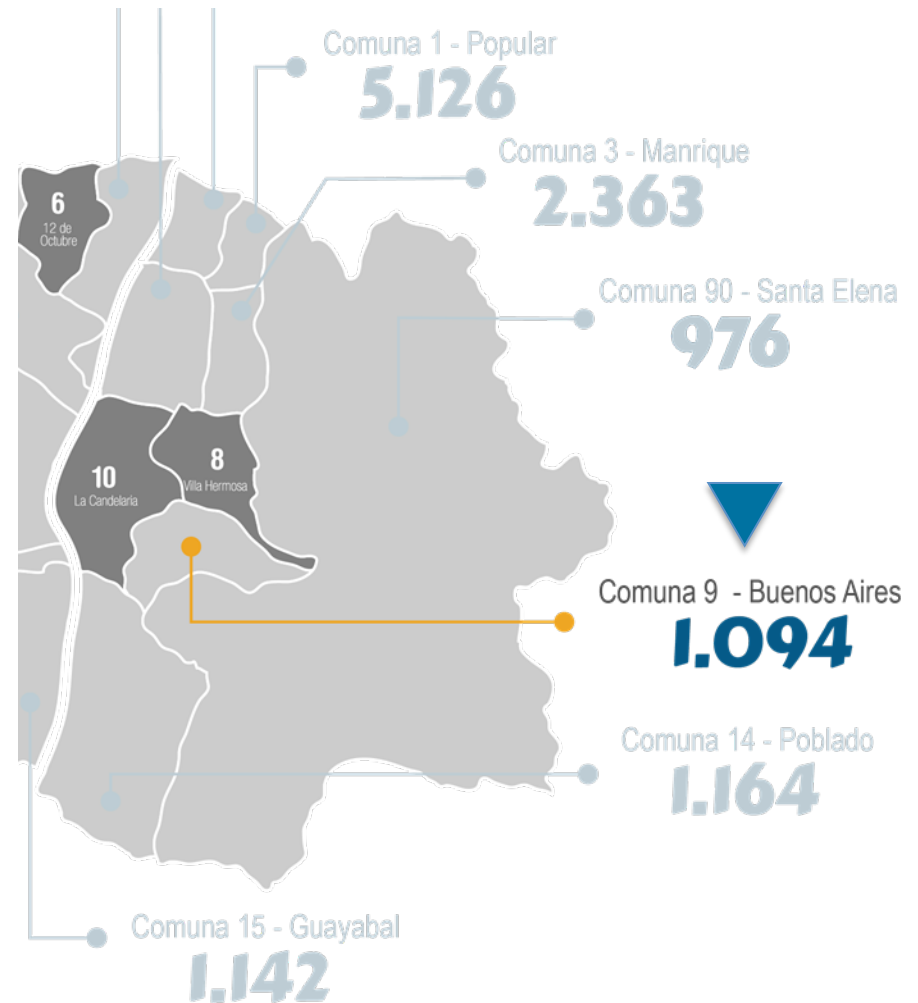 Comuna 1 - Popular
5.126
Comuna 3 - Manrique
2.363
6
12 de
Octubre
Comuna 90 - Santa Elena
976
10
La Candelaria
8
Villa Hermosa
Comuna 9 - Buenos Aires
1.094
Comuna 14 - Poblado
1.164
Comuna 15 - Guayabal
1.142